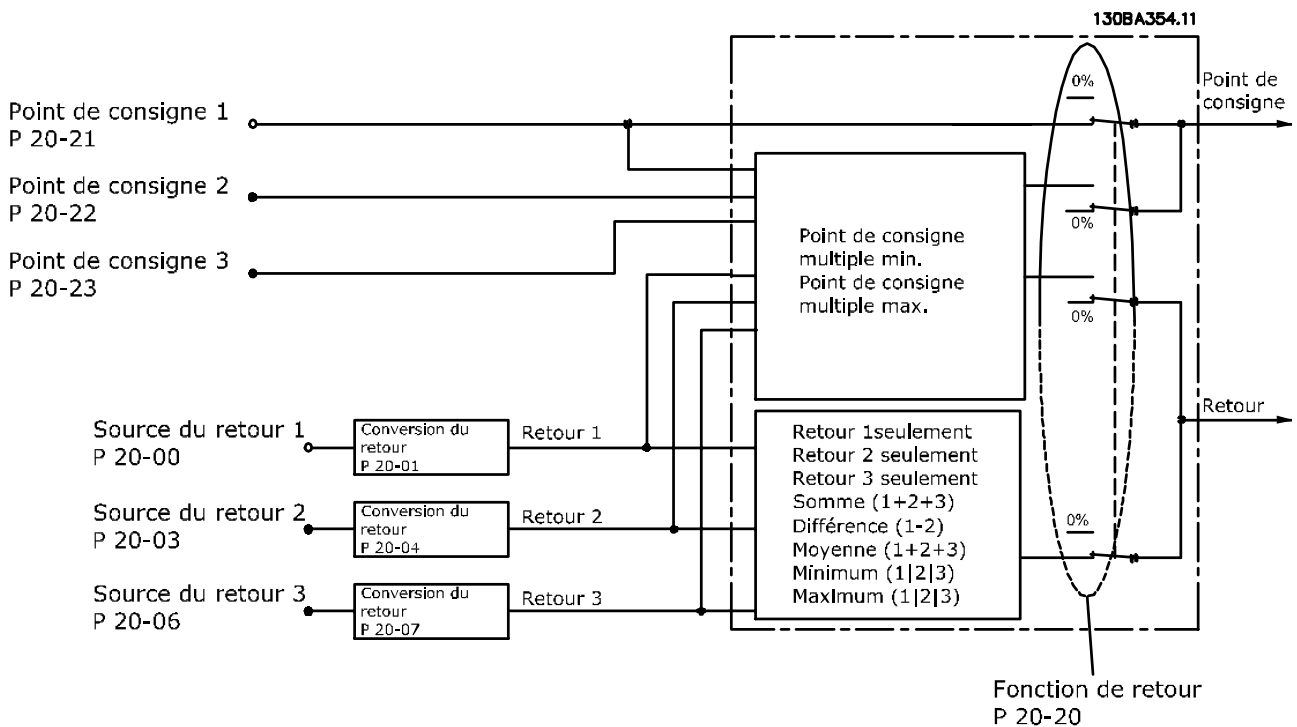 130BA354.11
Point de consigne 1
P 20-21
Point de consigne 2
P 20-22
Point de consigne 3
P 20-23
0%
Point de
consigne
0%
Point de consigne
multiple min.
Point de consigne
multiple max.
0%
Retour
Source du retour 1
P 20-00
Conversion du
retour
P 20-01
Retour 1
Source du retour 2
P 20-03
Conversion du
retour
P 20-04
Retour 2
Source du retour 3
P 20-06
Conversion du
retour
P 20-07
Retour 3
Retour 1seulement
Retour 2 seulement
Retour 3 seulement
Somme (1+2+3)
Différence (1-2)
Moyenne (1+2+3)
Minimum (1|2|3)
MaxImum (1|2|3)
0%
Fonction de retour
P 20-20